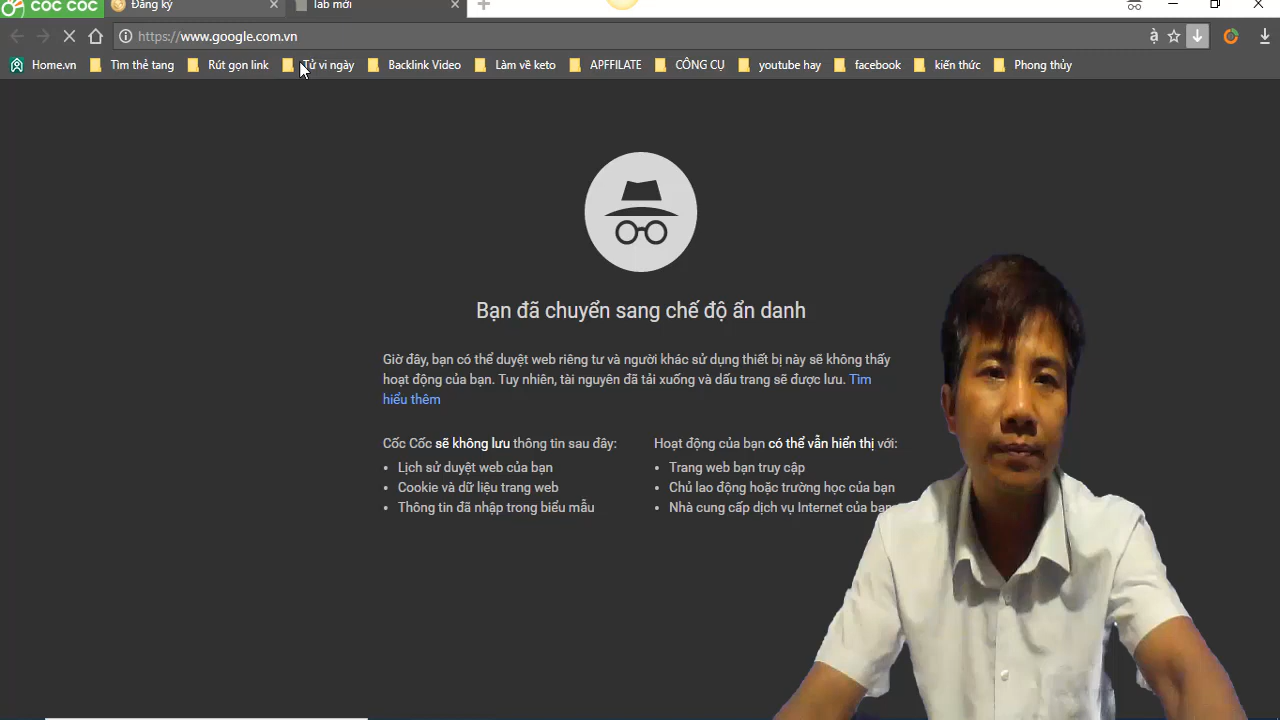 CỐC CỐC
Đăng ký
Tab mới
https://www.google.com.vn
Home.vn
Tìm thẻ tang
Rút gọn link
Tử vi ngày
Backlink Video
Làm về keto
APFFILATE
CÔNG CỤ
youtube hay
facebook
kiến thức
Phong thủy
Bạn đã chuyển sang chế độ ẩn danh
Giờ đây, bạn có thể duyệt web riêng tư và người khác sử dụng thiết bị này sẽ không thấy
hoạt động của bạn. Tuy nhiên, tài nguyên đã tải xuống và dấu trang sẽ được lưu. Tìm
hiểu thêm
Cốc Cốc sẽ không lưu thông tin sau đây:
Lịch sử duyệt web của bạn
Cookie và dữ liệu trang web
Thông tin đã nhập trong biểu mẫu
Hoạt động của bạn có thể vẫn hiển thị với:
Trang web bạn truy cập
Chủ lao động hoặc trường học của bạn
Nhà cung cấp dịch vụ Internet của bạn